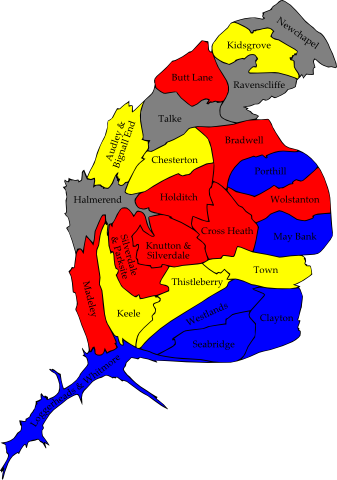 Newchapel
Kidsgrove
Butt Lane
Ravenscliffe
Talke
Audley &
Bignall End
Bradwell
Chesterton
Porthill
Halmerend
Holditch
Wolstanton
Cross Heath
May Bank
Silverdale
& Parksite
Knutton &
Silverdale
Town
Thistleberry
Madeley
Keele
Westlands
Clayton
Seabridge
Loggerheads & Whitmore